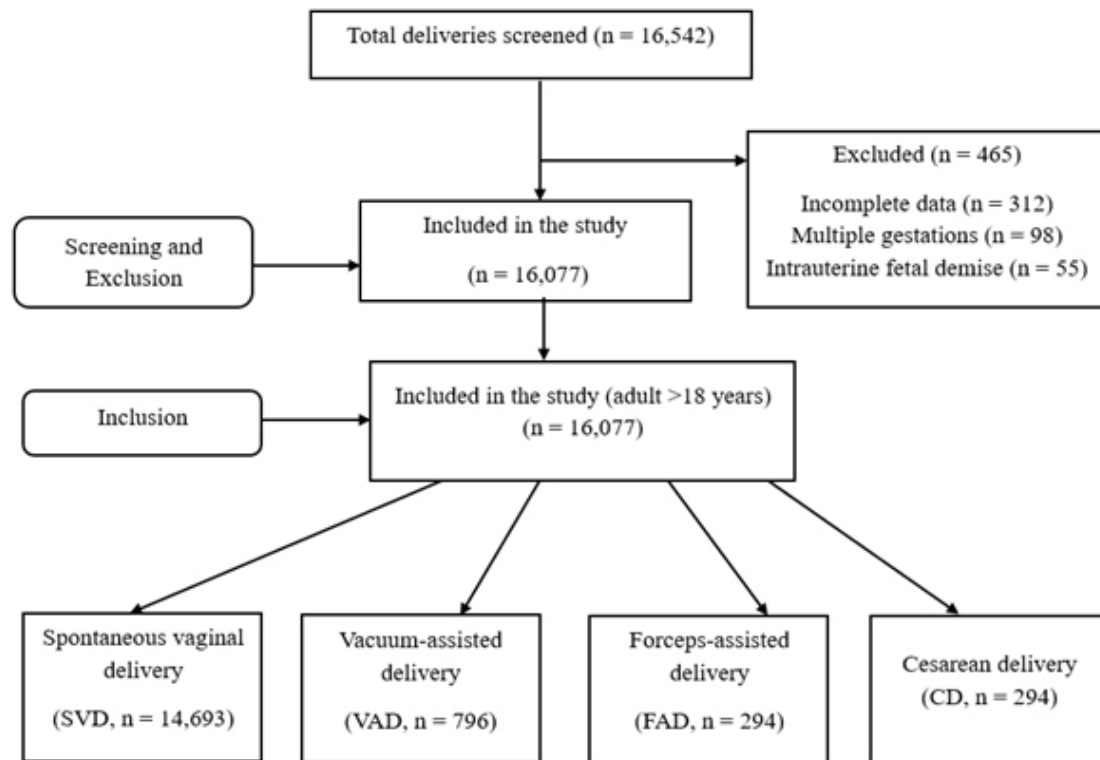 Total deliveries screened (n = 16,542)
Excluded (n = 465)
Incomplete data (n = 312)
Multiple gestations (n = 98)
Intrauterine fetal demise (n = 55)
Screening and
Exclusion
Included in the study
(n = 16,077)
Inclusion
Included in the study (adult >18 years)
(n = 16,077)
Spontaneous vaginal
delivery
(SVD, n = 14,693)
Vacuum-assisted
delivery
(VAD, n = 796)
Forceps-assisted
delivery
(FAD, n = 294)
Cesarean delivery
(CD, n = 294)